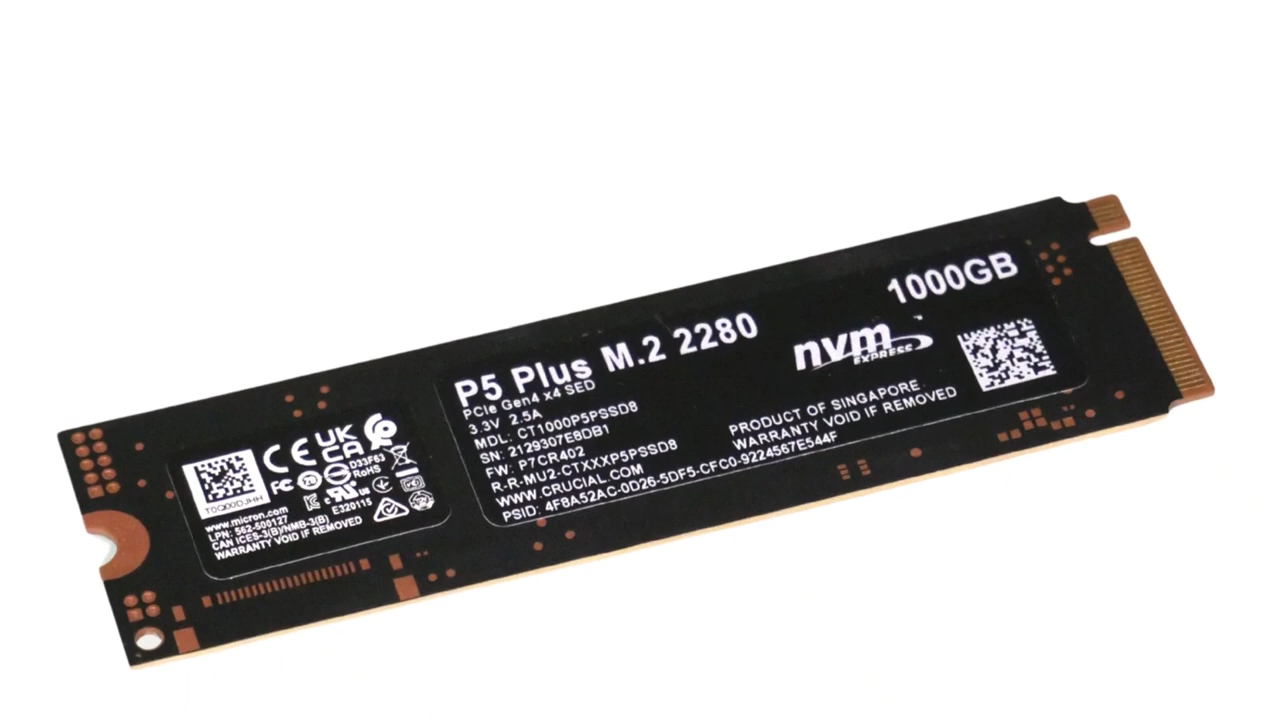 P5 Plus M.2 2280
1000GB
PCIe Gen4 x4 SED
3.3V 2.5A
MDL: CT1000P5PSSD8
SN: 2129307E8DB1
FW: P7CR402
R-R-MU2-CTXXXP5PSSD8
WWW.CRUCIAL.COM
PSID: 4F8A52AC-0D26-5DF5-CFC0-9224567E544F
nvm
EXPRESS
PRODUCT OF SINGAPORE
WARRANTY VOID IF REMOVED
T0Q00DJHH
CE UK CA
FC
D33F63
RoHS
E320115
www.micron.com
LPN: 562-500127
CAN ICES-3(B)/NMB-3(B)
WARRANTY VOID IF REMOVED